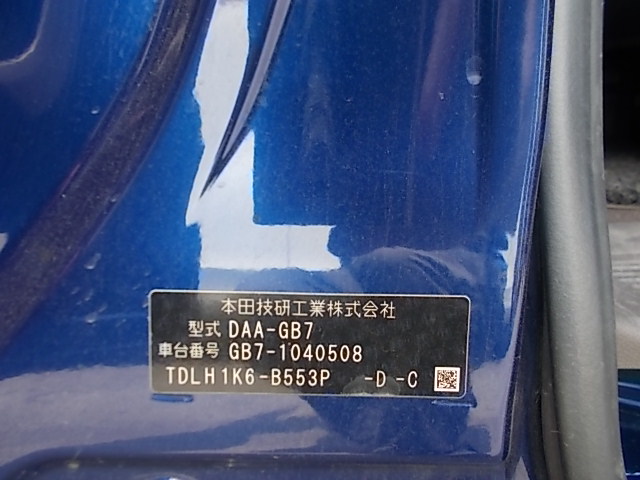 本田技研工業株式会社
型式 DAA-GB7
車台番号 GB7-1040508
TDLH1K6-B553P -D -C